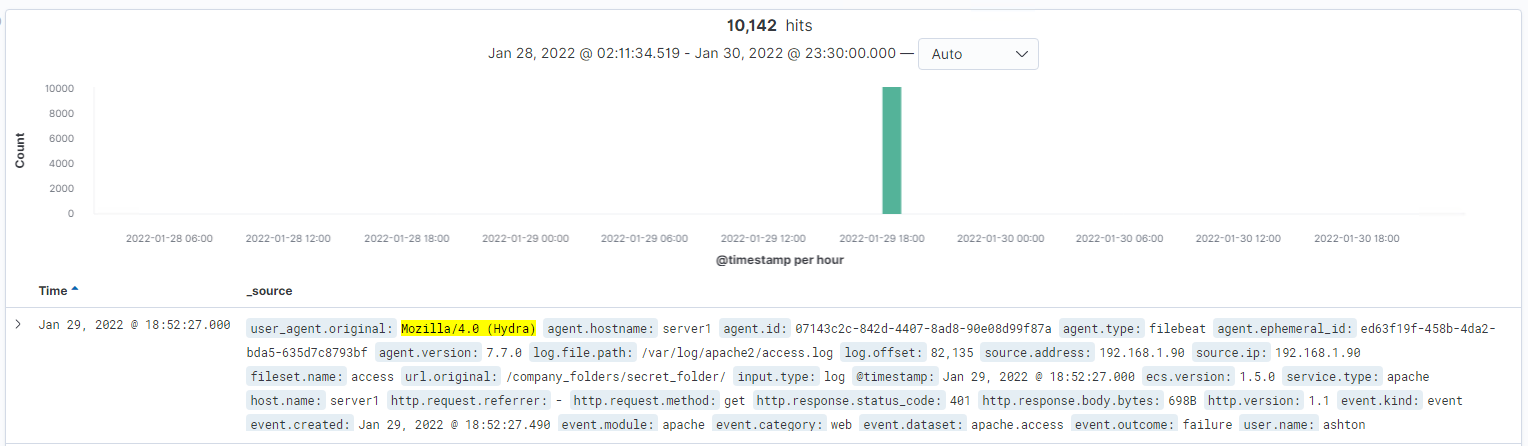 10,142 hits
Jan 28, 2022 @ 02:11:34.519 - Jan 30, 2022 @ 23:30:00.000 — Auto
10000
8000
6000
4000
2000
0
Count
2022-01-28 06:00 2022-01-28 12:00 2022-01-28 18:00 2022-01-29 00:00 2022-01-29 06:00 2022-01-29 12:00 2022-01-29 18:00 2022-01-30 00:00 2022-01-30 06:00 2022-01-30 12:00 2022-01-30 18:00
@timestamp per hour
Time _source
Jan 29, 2022 @ 18:52:27.000 user_agent.original: Mozilla/4.0 (Hydra) agent.hostname: server1 agent.id: 07143c2c-842d-4407-8ad8-90e08d99f87a agent.type: filebeat agent.ephemeral_id: ed63f19f-458b-4da2-
bda5-635d7c8793bf agent.version: 7.7.0 log.file.path: /var/log/apache2/access.log log.offset: 82,135 source.address: 192.168.1.90 source.ip: 192.168.1.90
fileset.name: access url.original: /company_folders/secret_folder/ input.type: log @timestamp: Jan 29, 2022 @ 18:52:27.000 ecs.version: 1.5.0 service.type: apache
host.name: server1 http.request.referrer: - http.request.method: get http.response.status_code: 401 http.response.body.bytes: 698B http.version: 1.1 event.kind: event
event.created: Jan 29, 2022 @ 18:52:27.490 event.module: apache event.category: web event.dataset: apache.access event.outcome: failure user.name: ashton